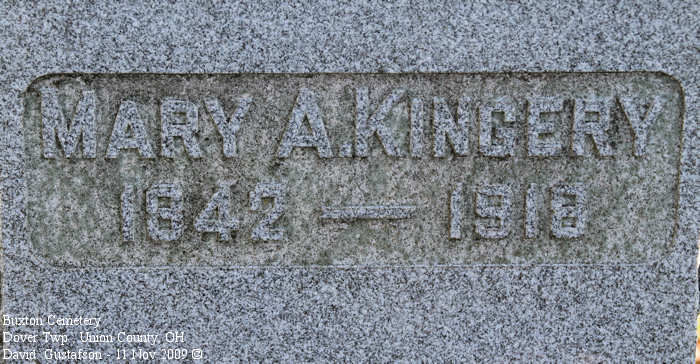 MARY A. KINGERY
1842 — 1918
Buxton Cemetery
Dover Twp., Union County, OH
David Gustafson - 11 Nov 2009 ©